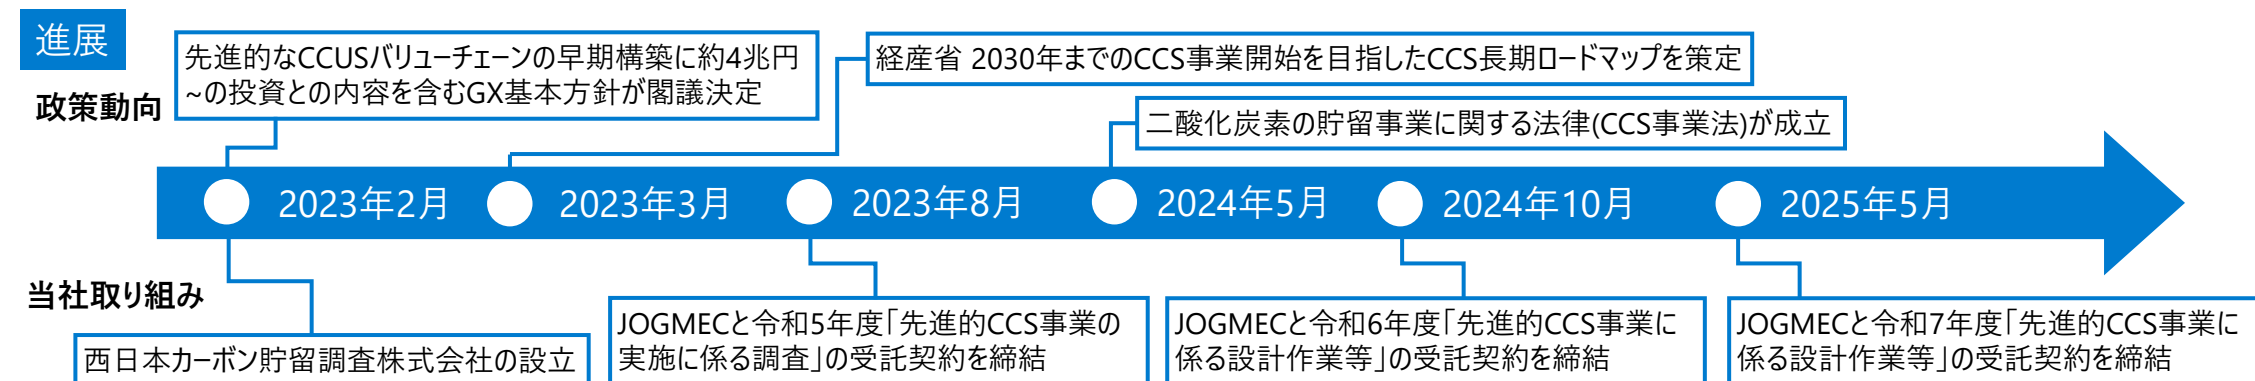 進展
政策動向
先進的なCCUSバリューチェーンの早期構築に約4兆円
~の投資との内容を含むGX基本方針が閣議決定
経産省 2030年までのCCS事業開始を目指したCCS長期ロードマップを策定
二酸化炭素の貯留事業に関する法律(CCS事業法)が成立
2023年2月
2023年3月
2023年8月
2024年5月
2024年10月
2025年5月
当社取り組み
西日本カーボン貯留調査株式会社の設立
JOGMECと令和5年度「先進的CCS事業の
実施に係る調査」の受託契約を締結
JOGMECと令和6年度「先進的CCS事業に
係る設計作業等」の受託契約を締結
JOGMECと令和7年度「先進的CCS事業に
係る設計作業等」の受託契約を締結